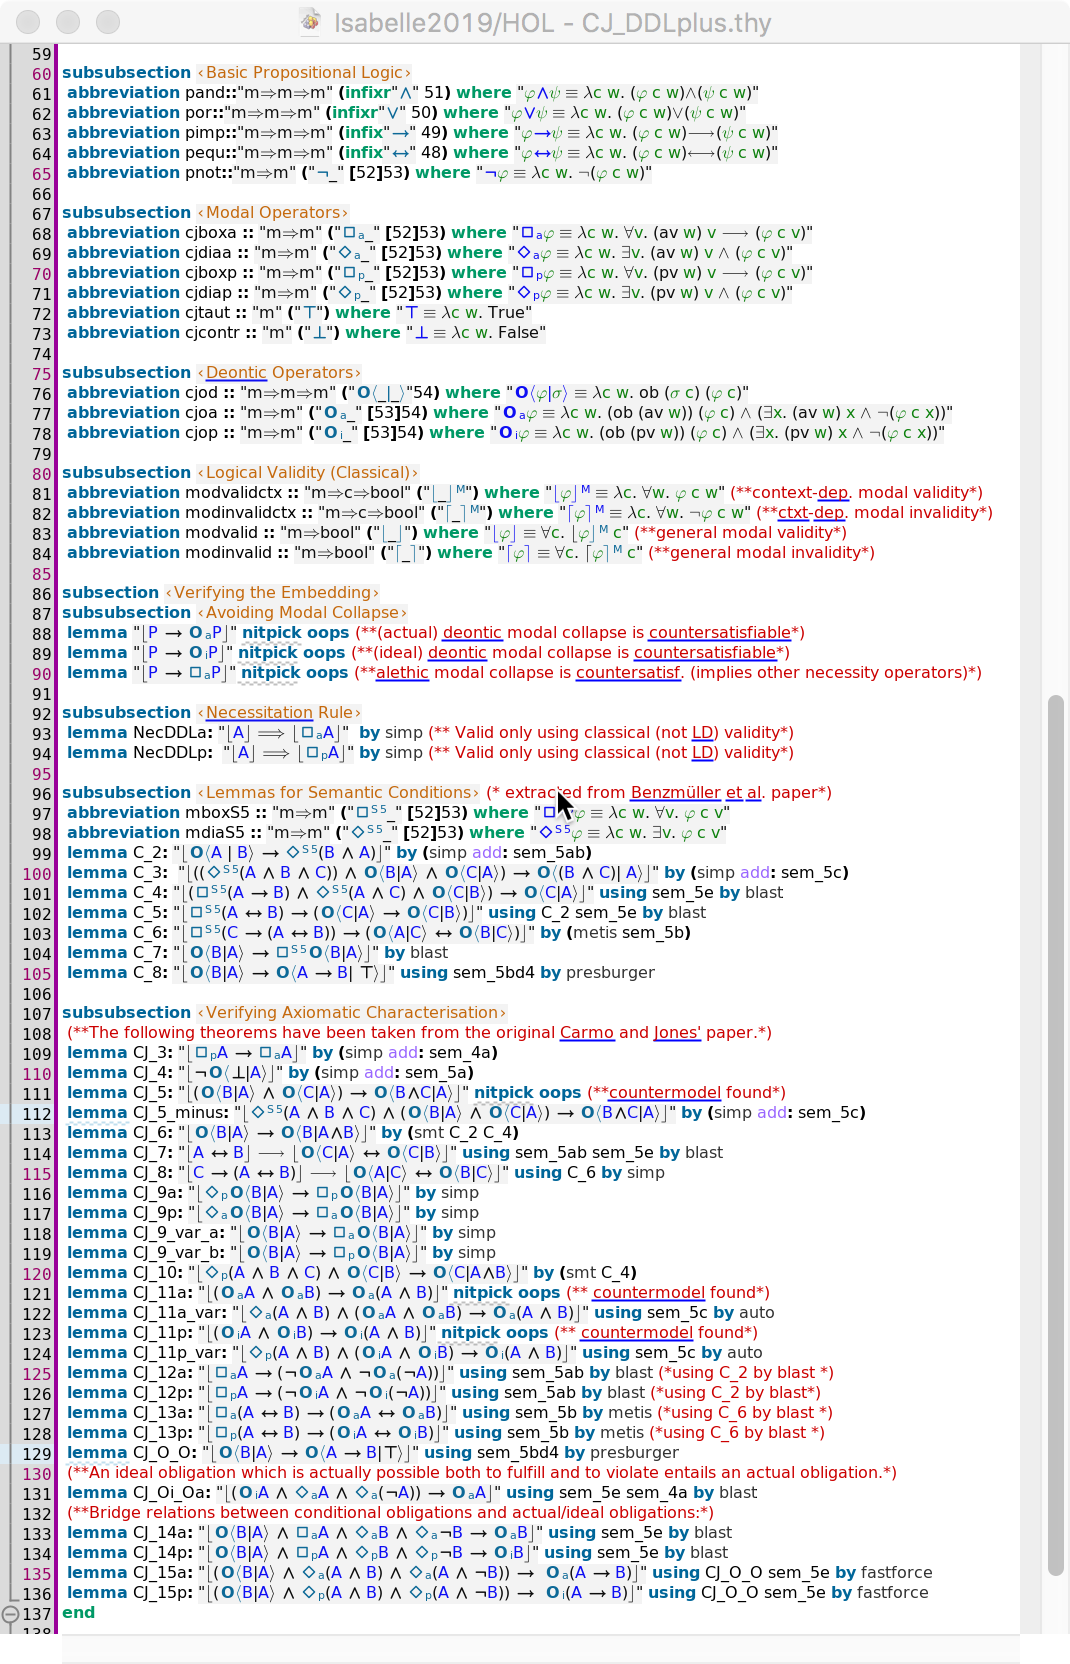 Isabelle2019/HOL - CJ_DDLplus.thy
59
60 subsubsection ‹Basic Propositional Logic›
61 abbreviation pand::"m⇒m⇒m" (infixr"∧" 51) where "φ∧ψ ≡ λc w. (φ c w)∧(ψ c w)"
62 abbreviation por::"m⇒m⇒m" (infixr"∨" 50) where "φ∨ψ ≡ λc w. (φ c w)∨(ψ c w)"
63 abbreviation pimp::"m⇒m⇒m" (infix"→" 49) where "φ→ψ ≡ λc w. (φ c w)⟶(ψ c w)"
64 abbreviation pequ::"m⇒m⇒m" (infix"↔" 48) where "φ↔ψ ≡ λc w. (φ c w)⟷(ψ c w)"
65 abbreviation pnot::"m⇒m" ("¬_" [52]53) where "¬φ ≡ λc w. ¬(φ c w)"
66
67 subsubsection ‹Modal Operators›
68 abbreviation cjboxa :: "m⇒m" ("□ₐ_" [52]53) where "□ₐφ ≡ λc w. ∀v. (av w) v ⟶ (φ c v)"
69 abbreviation cjdiaa :: "m⇒m" ("◇ₐ_" [52]53) where "◇ₐφ ≡ λc w. ∃v. (av w) v ∧ (φ c v)"
70 abbreviation cjboxp :: "m⇒m" ("□ₚ_" [52]53) where "□ₚφ ≡ λc w. ∀v. (pv w) v ⟶ (φ c v)"
71 abbreviation cjdiap :: "m⇒m" ("◇ₚ_" [52]53) where "◇ₚφ ≡ λc w. ∃v. (pv w) v ∧ (φ c v)"
72 abbreviation cjtaut :: "m" ("⊤") where "⊤ ≡ λc w. True"
73 abbreviation cjcontr :: "m" ("⊥") where "⊥ ≡ λc w. False"
74
75 subsubsection ‹Deontic Operators›
76 abbreviation cjod :: "m⇒m⇒m" ("O⟨_|_⟩"54) where "O⟨φ|σ⟩ ≡ λc w. ob (σ c) (φ c)"
77 abbreviation cjoa :: "m⇒m" ("Oₐ_" [53]54) where "Oₐφ ≡ λc w. (ob (av w)) (φ c) ∧ (∃x. (av w) x ∧ ¬(φ c x))"
78 abbreviation cjop :: "m⇒m" ("Oᵢ_" [53]54) where "Oᵢφ ≡ λc w. (ob (pv w)) (φ c) ∧ (∃x. (pv w) x ∧ ¬(φ c x))"
79
80 subsubsection ‹Logical Validity (Classical)›
81 abbreviation modvalidctx :: "m⇒c⇒bool" ("⌊_⌋ᴹ") where "⌊φ⌋ᴹ ≡ λc. ∀w. φ c w" (**context-dep. modal validity*)
82 abbreviation modinvalidctx :: "m⇒c⇒bool" ("⌈_⌉ᴹ") where "⌈φ⌉ᴹ ≡ λc. ∀w. ¬φ c w" (**ctxt-dep. modal invalidity*)
83 abbreviation modvalid :: "m⇒bool" ("⌊_⌋") where "⌊φ⌋ ≡ ∀c. ⌊φ⌋ᴹ c" (**general modal validity*)
84 abbreviation modinvalid :: "m⇒bool" ("⌈_⌉") where "⌈φ⌉ ≡ ∀c. ⌈φ⌉ᴹ c" (**general modal invalidity*)
85
86 subsection ‹Verifying the Embedding›
87 subsubsection ‹Avoiding Modal Collapse›
88 lemma "⌊P → OₐP⌋" nitpick oops (**(actual) deontic modal collapse is countersatisfiable*)
89 lemma "⌊P → OᵢP⌋" nitpick oops (**(ideal) deontic modal collapse is countersatisfiable*)
90 lemma "⌊P → □ₐP⌋" nitpick oops (**alethic modal collapse is countersatisf. (implies other necessity operators)*)
91
92 subsubsection ‹Necessitation Rule›
93 lemma NecDDLa: "⌊A⌋ ⟹ ⌊□ₐA⌋" by simp (** Valid only using classical (not LD) validity*)
94 lemma NecDDLp: "⌊A⌋ ⟹ ⌊□ₚA⌋" by simp (** Valid only using classical (not LD) validity*)
95
96 subsubsection ‹Lemmas for Semantic Conditions› (* extracted from Benzmüller et al. paper*)
97 abbreviation mboxS5 :: "m⇒m" ("□ˢ⁵_" [52]53) where "□ φ ≡ λc w. ∀v. φ c v"
98 abbreviation mdiaS5 :: "m⇒m" ("◇ˢ⁵_" [52]53) where "◇ˢ⁵φ ≡ λc w. ∃v. φ c v"
99 lemma C_2: "⌊O⟨A | B⟩ → ◇ˢ⁵(B ∧ A)⌋" by (simp add: sem_5ab)
100 lemma C_3: "⌊((◇ˢ⁵(A ∧ B ∧ C)) ∧ O⟨B|A⟩ ∧ O⟨C|A⟩) → O⟨(B ∧ C)| A⟩⌋" by (simp add: sem_5c)
101 lemma C_4: "⌊(□ˢ⁵(A → B) ∧ ◇ˢ⁵(A ∧ C) ∧ O⟨C|B⟩) → O⟨C|A⟩⌋" using sem_5e by blast
102 lemma C_5: "⌊□ˢ⁵(A ↔ B) → (O⟨C|A⟩ → O⟨C|B⟩)⌋" using C_2 sem_5e by blast
103 lemma C_6: "⌊□ˢ⁵(C → (A ↔ B)) → (O⟨A|C⟩ ↔ O⟨B|C⟩)⌋" by (metis sem_5b)
104 lemma C_7: "⌊O⟨B|A⟩ → □ˢ⁵O⟨B|A⟩⌋" by blast
105 lemma C_8: "⌊O⟨B|A⟩ → O⟨A → B| ⊤⟩⌋" using sem_5bd4 by presburger
106
107 subsubsection ‹Verifying Axiomatic Characterisation›
108 (**The following theorems have been taken from the original Carmo and Jones' paper.*)
109 lemma CJ_3: "⌊□ₚA → □ₐA⌋" by (simp add: sem_4a)
110 lemma CJ_4: "⌊¬O⟨⊥|A⟩⌋" by (simp add: sem_5a)
111 lemma CJ_5: "⌊(O⟨B|A⟩ ∧ O⟨C|A⟩) → O⟨B∧C|A⟩⌋" nitpick oops (**countermodel found*)
112 lemma CJ_5_minus: "⌊◇ˢ⁵(A ∧ B ∧ C) ∧ (O⟨B|A⟩ ∧ O⟨C|A⟩) → O⟨B∧C|A⟩⌋" by (simp add: sem_5c)
113 lemma CJ_6: "⌊O⟨B|A⟩ → O⟨B|A∧B⟩⌋" by (smt C_2 C_4)
114 lemma CJ_7: "⌊A ↔ B⌋ ⟶ ⌊O⟨C|A⟩ ↔ O⟨C|B⟩⌋" using sem_5ab sem_5e by blast
115 lemma CJ_8: "⌊C → (A ↔ B)⌋ ⟶ ⌊O⟨A|C⟩ ↔ O⟨B|C⟩⌋" using C_6 by simp
116 lemma CJ_9a: "⌊◇ₚO⟨B|A⟩ → □ₚO⟨B|A⟩⌋" by simp
117 lemma CJ_9p: "⌊◇ₐO⟨B|A⟩ → □ₐO⟨B|A⟩⌋" by simp
118 lemma CJ_9_var_a: "⌊O⟨B|A⟩ → □ₐO⟨B|A⟩⌋" by simp
119 lemma CJ_9_var_b: "⌊O⟨B|A⟩ → □ₚO⟨B|A⟩⌋" by simp
120 lemma CJ_10: "⌊◇ₚ(A ∧ B ∧ C) ∧ O⟨C|B⟩ → O⟨C|A∧B⟩⌋" by (smt C_4)
121 lemma CJ_11a: "⌊(OₐA ∧ OₐB) → Oₐ(A ∧ B)⌋" nitpick oops (** countermodel found*)
122 lemma CJ_11a_var: "⌊◇ₐ(A ∧ B) ∧ (OₐA ∧ OₐB) → Oₐ(A ∧ B)⌋" using sem_5c by auto
123 lemma CJ_11p: "⌊(OᵢA ∧ OᵢB) → Oᵢ(A ∧ B)⌋" nitpick oops (** countermodel found*)
124 lemma CJ_11p_var: "⌊◇ₚ(A ∧ B) ∧ (OᵢA ∧ OᵢB) → Oᵢ(A ∧ B)⌋" using sem_5c by auto
125 lemma CJ_12a: "⌊□ₐA → (¬OₐA ∧ ¬Oₐ(¬A))⌋" using sem_5ab by blast (*using C_2 by blast *)
126 lemma CJ_12p: "⌊□ₚA → (¬OᵢA ∧ ¬Oᵢ(¬A))⌋" using sem_5ab by blast (*using C_2 by blast*)
127 lemma CJ_13a: "⌊□ₐ(A ↔ B) → (OₐA ↔ OₐB)⌋" using sem_5b by metis (*using C_6 by blast *)
128 lemma CJ_13p: "⌊□ₚ(A ↔ B) → (OᵢA ↔ OᵢB)⌋" using sem_5b by metis (*using C_6 by blast *)
129 lemma CJ_O_O: "⌊O⟨B|A⟩ → O⟨A → B|⊤⟩⌋" using sem_5bd4 by presburger
130 (**An ideal obligation which is actually possible both to fulfill and to violate entails an actual obligation.*)
131 lemma CJ_Oi_Oa: "⌊(OᵢA ∧ ◇ₐA ∧ ◇ₐ(¬A)) → OₐA⌋" using sem_5e sem_4a by blast
132 (**Bridge relations between conditional obligations and actual/ideal obligations:*)
133 lemma CJ_14a: "⌊O⟨B|A⟩ ∧ □ₐA ∧ ◇ₐB ∧ ◇ₐ¬B → OₐB⌋" using sem_5e by blast
134 lemma CJ_14p: "⌊O⟨B|A⟩ ∧ □ₚA ∧ ◇ₚB ∧ ◇ₚ¬B → OᵢB⌋" using sem_5e by blast
135 lemma CJ_15a: "⌊(O⟨B|A⟩ ∧ ◇ₐ(A ∧ B) ∧ ◇ₐ(A ∧ ¬B)) → Oₐ(A → B)⌋" using CJ_O_O sem_5e by fastforce
136 lemma CJ_15p: "⌊(O⟨B|A⟩ ∧ ◇ₚ(A ∧ B) ∧ ◇ₚ(A ∧ ¬B)) → Oᵢ(A → B)⌋" using CJ_O_O sem_5e by fastforce
137 end
138